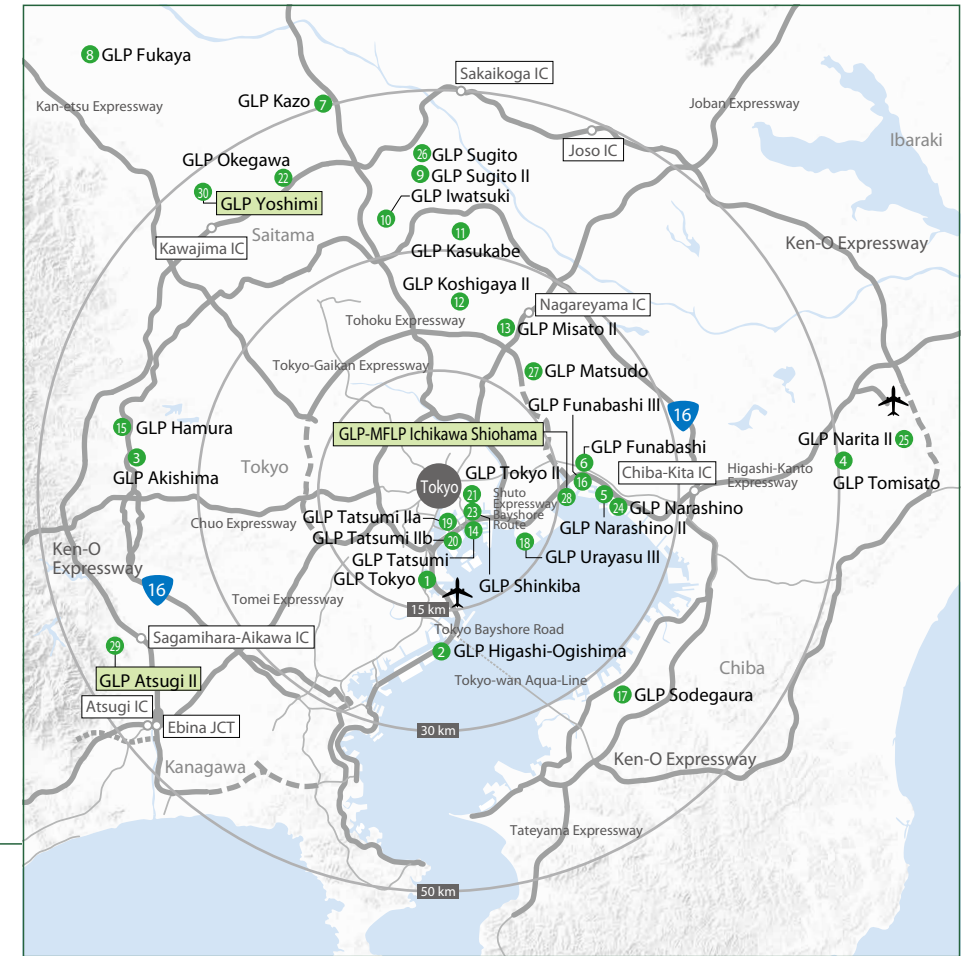 8 GLP Fukaya
Sakaikoga IC
Kan-etsu Expressway
GLP Kazo 7
Joban Expressway
Joso IC
Ibaraki
GLP Okegawa
22
26 GLP Sugito
9 GLP Sugito II
30
GLP Yoshimi
GLP Iwatsuki
10
Saitama
11
GLP Kasukabe
Kawajima IC
Ken-O Expressway
GLP Koshigaya II
12
Nagareyama IC
Tohoku Expressway
13 GLP Misato II
Tokyo-Gaikan Expressway
27 GLP Matsudo
GLP Funabashi III
16
15 GLP Hamura
GLP-MFLP Ichikawa Shiohama
GLP Narita II 25
GLP Funabashi
6
3
GLP Akishima
Tokyo
Tokyo
GLP Tokyo II
16
Chiba-Kita IC
Higashi-Kanto
Expressway
4
GLP Tomisato
21
28
5
Shuto
Expressway
Bayshore
Route
24 GLP Narashino
23
GLP Narashino II
Chuo Expressway
GLP Tatsumi IIa 19
14
GLP Tatsumi IIb 20
18
GLP Urayasu III
GLP Tatsumi
Ken-O
Expressway
GLP Tokyo 1
GLP Shinkiba
16
Tomei Expressway
15 km
Tokyo Bayshore Road
Sagamihara-Aikawa IC
29
2 GLP Higashi-Ogishima
Chiba
GLP Atsugi II
Tokyo-wan Aqua-Line
17 GLP Sodegaura
Atsugi IC
Ebina JCT
30 km
Kanagawa
Ken-O Expressway
Tateyama Expressway
50 km